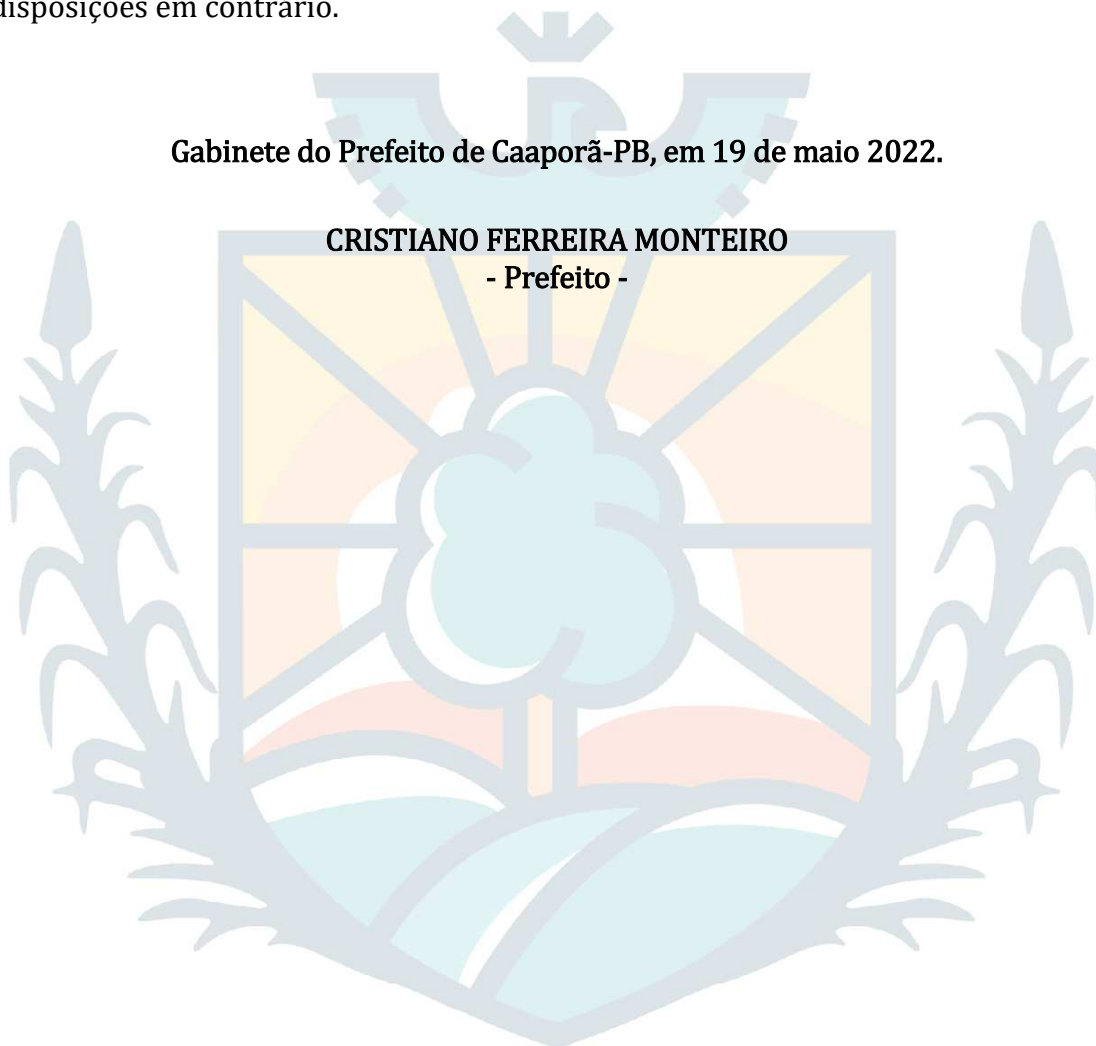 disposições em contrário.
Gabinete do Prefeito de Caaporã-PB, em 19 de maio 2022.
CRISTIANO FERREIRA MONTEIRO
- Prefeito -